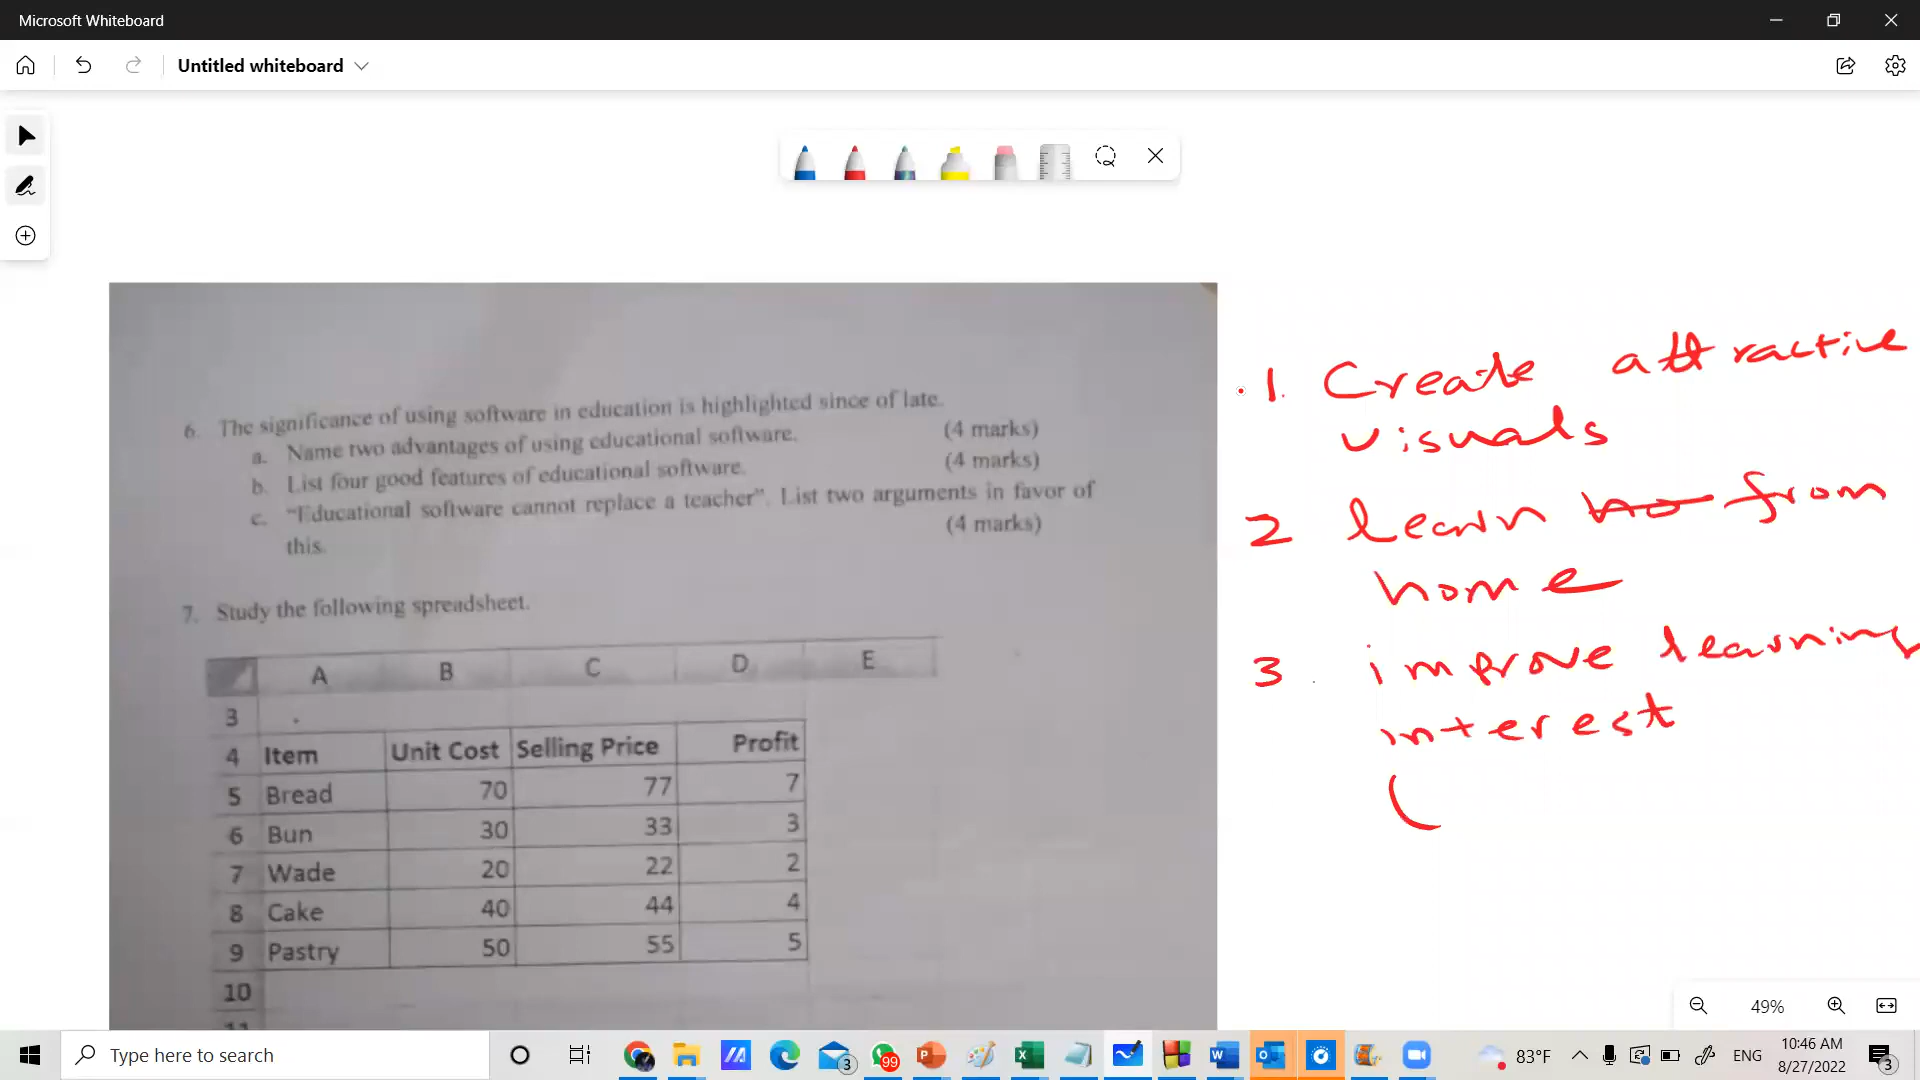 Microsoft Whiteboard
Untitled whiteboard
6. The significance of using software in education is highlighted since of late.
a. Name two advantages of using educational software. (4 marks)
b. List four good features of educational software. (4 marks)
c. "Educational software cannot replace a teacher". List two arguments in favor of
this. (4 marks)
7. Study the following spreadsheet.
A B C D E
3
4 Item Unit Cost Selling Price Profit
5 Bread 70 77 7
6 Bun 30 33 3
7 Wade 20 22 2
8 Cake 40 44 4
9 Pastry 50 55 5
10
11
1. Create attractive
visuals
2 learn ho from
home
3 improve learning
interest
(
49%
Type here to search
3
99
83°F
ENG
10:46 AM
8/27/2022
3